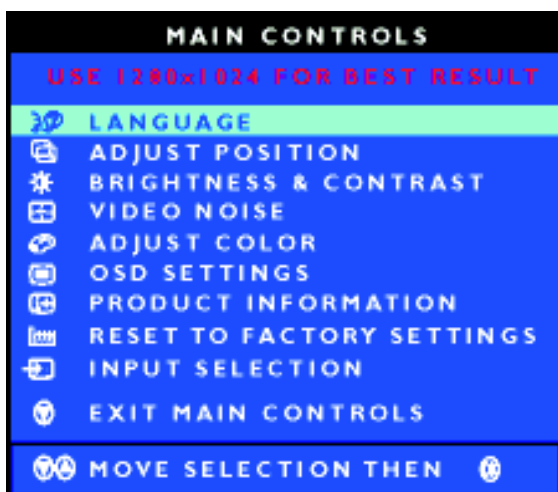 MAIN CONTROLS
USE 1280x1024 FOR BEST RESULT
LANGUAGE
ADJUST POSITION
BRIGHTNESS & CONTRAST
VIDEO NOISE
ADJUST COLOR
OSD SETTINGS
PRODUCT INFORMATION
RESET TO FACTORY SETTINGS
INPUT SELECTION
EXIT MAIN CONTROLS
MOVE SELECTION THEN